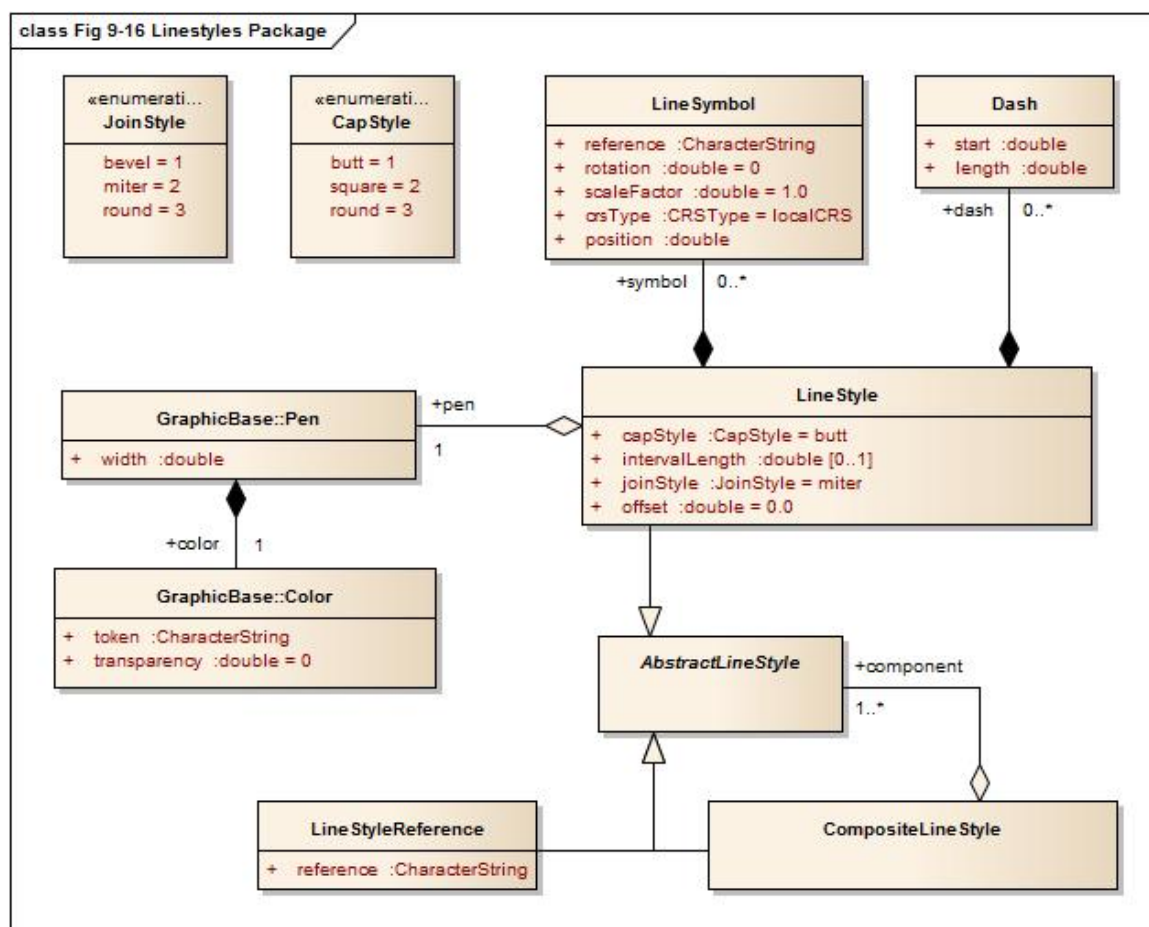 class Fig 9-16 Linestyles Package
«enumerati...
JoinStyle
bevel = 1
miter = 2
round = 3
«enumerati...
CapStyle
butt = 1
square = 2
round = 3
LineSymbol
+ reference :CharacterString
+ rotation :double = 0
+ scaleFactor :double = 1.0
+ crsType :CRSType = localCRS
+ position :double
Dash
+ start :double
+ length :double
+symbol 0..*
+dash 0..*
GraphicBase::Pen
+ width :double
+pen
1
LineStyle
+ capStyle :CapStyle = butt
+ intervalLength :double [0..1]
+ joinStyle :JoinStyle = miter
+ offset :double = 0.0
+color 1
GraphicBase::Color
+ token :CharacterString
+ transparency :double = 0
AbstractLineStyle
+component
1..*
LineStyleReference
+ reference :CharacterString
CompositeLineStyle